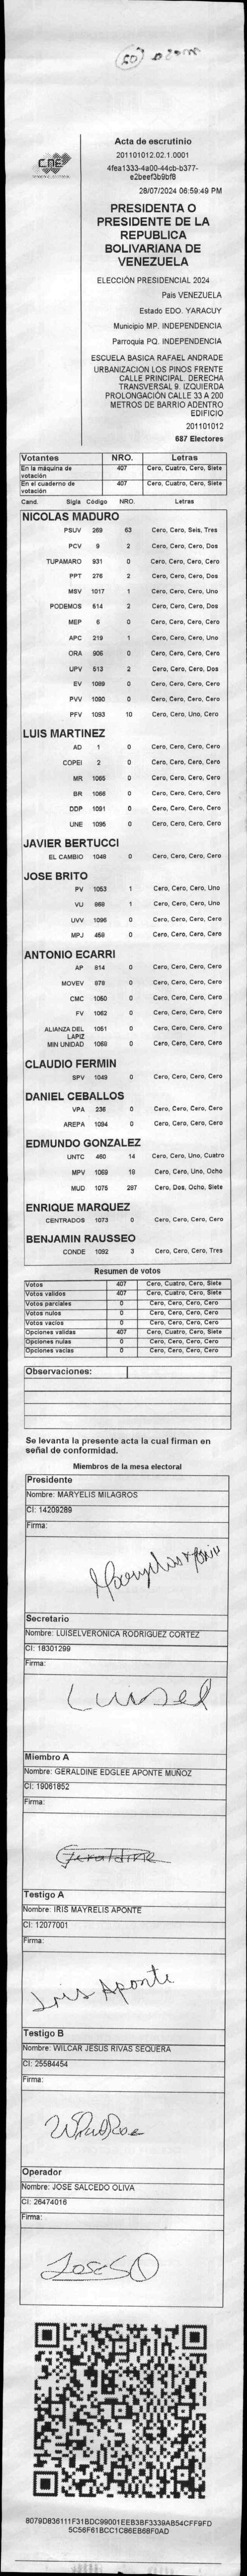 CNE
Acta de escrutinio
201101012.02.1.0001
4fea1333-4a00-44cb-b377-
e2beef3b9bf8
28/07/2024 06:59:49 PM
PRESIDENTA O
PRESIDENTE DE LA
REPUBLICA
BOLIVARIANA DE
VENEZUELA
ELECCIÓN PRESIDENCIAL 2024
Pais VENEZUELA
Estado EDO. YARACUY
Municipio MP. INDEPENDENCIA
Parroquia PQ. INDEPENDENCIA
ESCUELA BASICA RAFAEL ANDRADE
URBANIZACION LOS PINOS FRENTE
CALLE PRINCIPAL. DERECHA
TRANSVERSAL 9. IZQUIERDA
PROLONGACIÓN CALLE 33 A 200
METROS DE BARRIO ADENTRO
EDIFICIO
201101012
687 Electores
Votantes NRO. Letras
En la máquina de votación 407 Cero, Cuatro, Cero, Siete
En el cuaderno de votación 407 Cero, Cuatro, Cero, Siete
Cand. Sigla Código NRO. Letras
NICOLAS MADURO
PSUV 269 63 Cero, Cero, Seis, Tres
PCV 9 2 Cero, Cero, Cero, Dos
TUPAMARO 931 0 Cero, Cero, Cero, Cero
PPT 276 2 Cero, Cero, Cero, Dos
MSV 1017 1 Cero, Cero, Cero, Uno
PODEMOS 514 2 Cero, Cero, Cero, Dos
MEP 6 0 Cero, Cero, Cero, Cero
APC 219 1 Cero, Cero, Cero, Uno
ORA 906 0 Cero, Cero, Cero, Cero
UPV 513 2 Cero, Cero, Cero, Dos
EV 1089 0 Cero, Cero, Cero, Cero
PVV 1090 0 Cero, Cero, Cero, Cero
PFV 1093 10 Cero, Cero, Uno, Cero
LUIS MARTINEZ
AD 1 0 Cero, Cero, Cero, Cero
COPEI 2 0 Cero, Cero, Cero, Cero
MR 1065 0 Cero, Cero, Cero, Cero
BR 1066 0 Cero, Cero, Cero, Cero
DDP 1091 0 Cero, Cero, Cero, Cero
UNE 1095 0 Cero, Cero, Cero, Cero
JAVIER BERTUCCI
EL CAMBIO 1048 0 Cero, Cero, Cero, Cero
JOSE BRITO
PV 1053 1 Cero, Cero, Cero, Uno
VU 868 1 Cero, Cero, Cero, Uno
UVV 1096 0 Cero, Cero, Cero, Cero
MPJ 458 0 Cero, Cero, Cero, Cero
ANTONIO ECARRI
AP 814 0 Cero, Cero, Cero, Cero
MOVEV 879 0 Cero, Cero, Cero, Cero
CMC 1050 0 Cero, Cero, Cero, Cero
FV 1062 0 Cero, Cero, Cero, Cero
ALIANZA DEL LAPIZ 1051 0 Cero, Cero, Cero, Cero
MIN UNIDAD 1068 0 Cero, Cero, Cero, Cero
CLAUDIO FERMIN
SPV 1049 0 Cero, Cero, Cero, Cero
DANIEL CEBALLOS
VPA 236 0 Cero, Cero, Cero, Cero
AREPA 1094 0 Cero, Cero, Cero, Cero
EDMUNDO GONZALEZ
UNTC 460 14 Cero, Cero, Uno, Cuatro
MPV 1069 18 Cero, Cero, Uno, Ocho
MUD 1075 287 Cero, Dos, Ocho, Siete
ENRIQUE MARQUEZ
CENTRADOS 1073 0 Cero, Cero, Cero, Cero
BENJAMIN RAUSSEO
CONDE 1092 3 Cero, Cero, Cero, Tres
Resumen de votos
Votos 407 Cero, Cuatro, Cero, Siete
Votos validos 407 Cero, Cuatro, Cero, Siete
Votos parciales 0 Cero, Cero, Cero, Cero
Votos nulos 0 Cero, Cero, Cero, Cero
Votos vacios 0 Cero, Cero, Cero, Cero
Opciones validas 407 Cero, Cuatro, Cero, Siete
Opciones nulas 0 Cero, Cero, Cero, Cero
Opciones vacias 0 Cero, Cero, Cero, Cero
Observaciones:
Se levanta la presente acta la cual firman en
señal de conformidad.
Miembros de la mesa electoral
Presidente
Nombre: MARYELIS MILAGROS
CI: 14209289
Firma:
Secretario
Nombre: LUISELVERONICA RODRIGUEZ CORTEZ
CI: 18301299
Firma:
Luisel
Miembro A
Nombre: GERALDINE EDGLEE APONTE MUÑOZ
CI: 19061852
Firma:
Geraldine
Testigo A
Nombre: IRIS MAYRELIS APONTE
CI: 12077001
Firma:
Iris Aponte
Testigo B
Nombre: WILCAR JESUS RIVAS SEQUERA
CI: 25584454
Firma:
Operador
Nombre: JOSE SALCEDO OLIVA
CI: 26474016
Firma:
JoseSO
8079D836111F31BDC99001EEB3BF3339AB54CFF9FD
5C56F61BCC1C86EB68F0AD